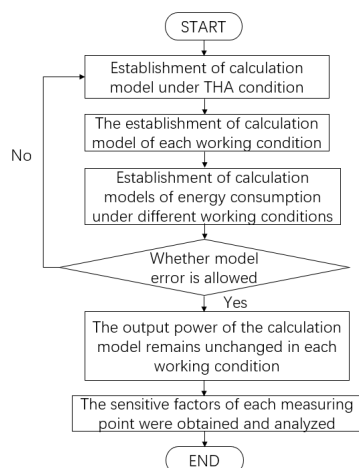 START
Establishment of calculation
model under THA condition
No
The establishment of calculation
model of each working condition
Establishment of calculation
models of energy consumption
under different working conditions
Whether model
error is allowed
Yes
The output power of the calculation
model remains unchanged in each
working condition
The sensitive factors of each measuring
point were obtained and analyzed
END